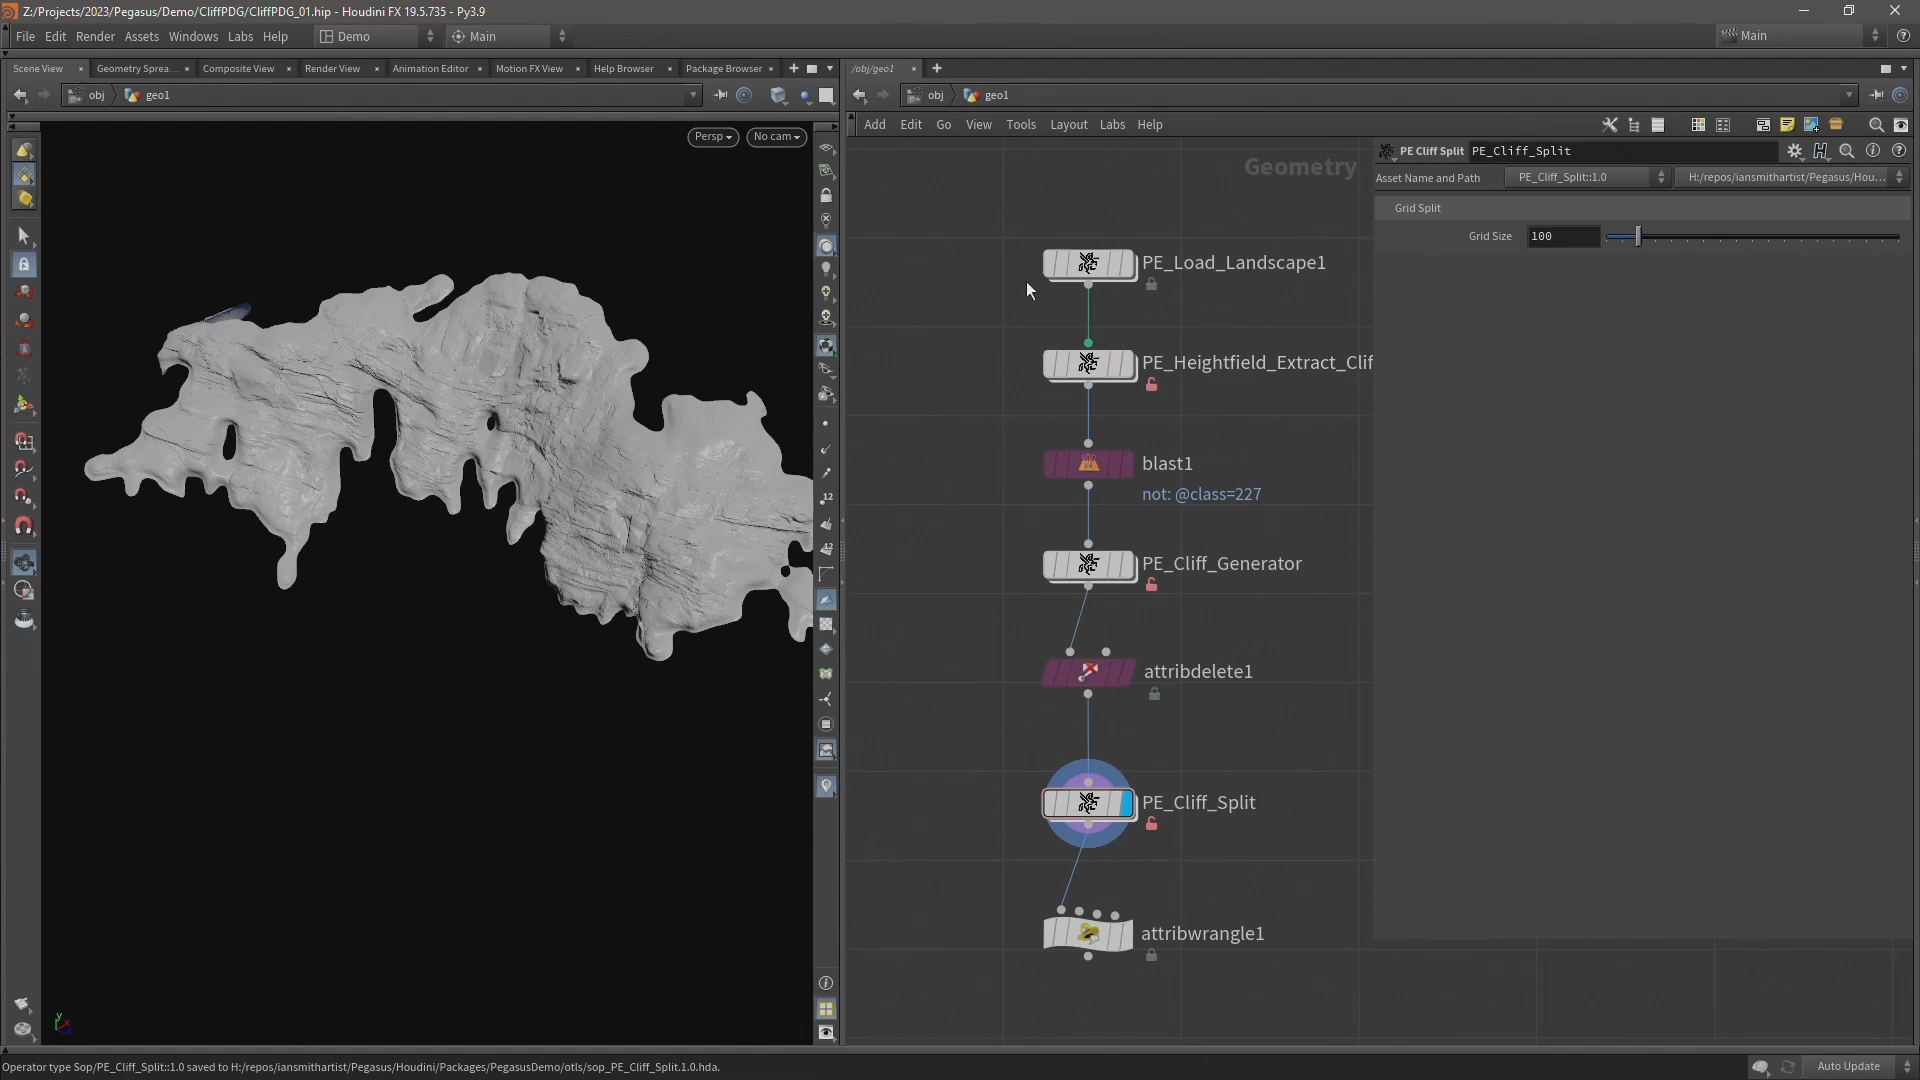 Z:/Projects/2023/Pegasus/Demo/CliffPDG/CliffPDG_01.hip - Houdini FX 19.5.735 - Py3.9
File Edit Render Assets Windows Labs Help Demo Main Main
Scene View Geometry Sprea... Composite View Render View Animation Editor Motion FX View Help Browser Package Browser
/obj/geo1
obj geo1
obj geo1
Add Edit Go View Tools Layout Labs Help
Persp No cam
Geometry
PE Cliff Split PE_Cliff_Split
Asset Name and Path PE_Cliff_Split::1.0 H:/repos/iansmithartist/Pegasus/Hou...
Grid Split
Grid Size 100
PE_Load_Landscape1
PE_Heightfield_Extract_Clif
blast1
not: @class=227
PE_Cliff_Generator
attribdelete1
PE_Cliff_Split
attribwrangle1
12
12
y
x
Operator type Sop/PE_Cliff_Split::1.0 saved to H:/repos/iansmithartist/Pegasus/Houdini/Packages/PegasusDemo/otls/sop_PE_Cliff_Split.1.0.hda.
Auto Update